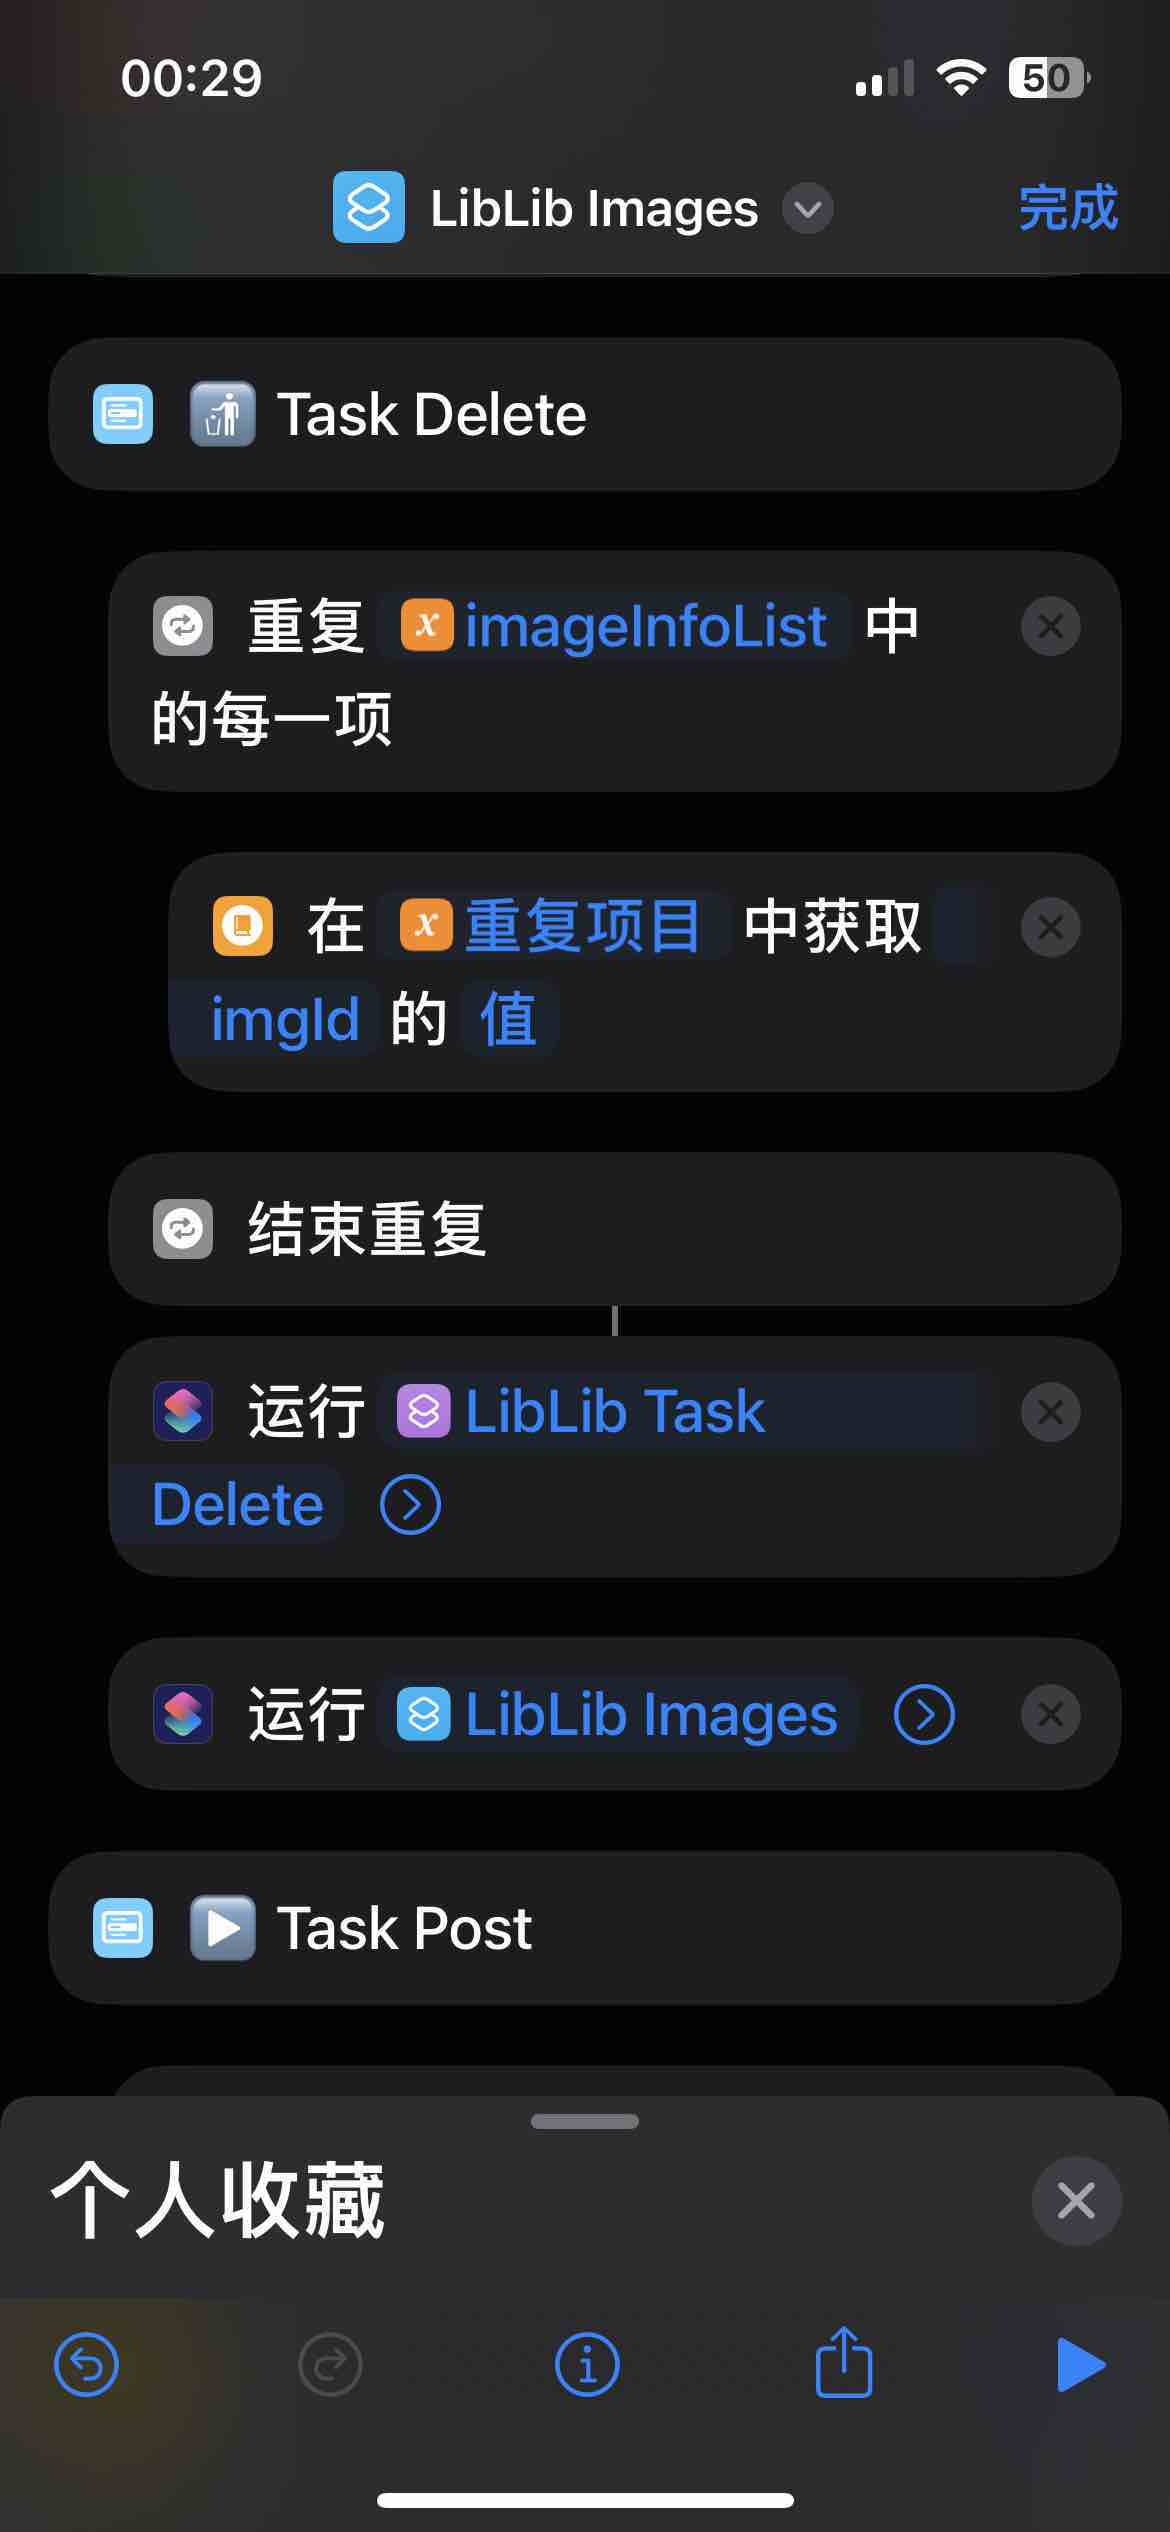 00:29
50
LibLib Images
完成
Task Delete
重复 imageInfoList 中
的每一项
在 重复项目 中获取
imgId 的 值
结束重复
运行 LibLib Task
Delete
运行 LibLib Images
Task Post
个人收藏